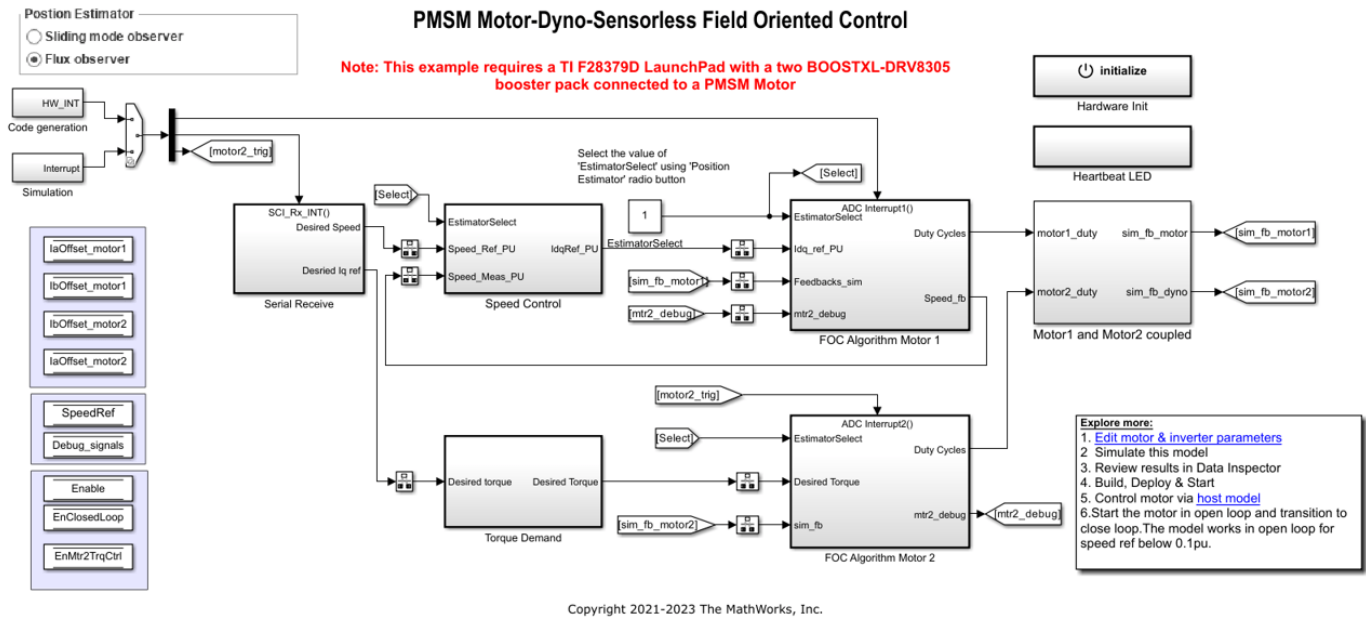 Postion Estimator
Sliding mode observer
Flux observer
PMSM Motor-Dyno-Sensorless Field Oriented Control
Note: This example requires a TI F28379D LaunchPad with a two BOOSTXL-DRV8305
booster pack connected to a PMSM Motor
initialize
Hardware Init
Heartbeat LED
HW_INT
Code generation
Interrupt
Simulation
[motor2_trig]
Select the value of
'EstimatorSelect' using 'Position
Estimator' radio button
[Select]
[Select]
1
EstimatorSelect
SCI_Rx_INT()
Desired Speed
Desried Iq ref
Serial Receive
EstimatorSelect
Speed_Ref_PU
Speed_Meas_PU
IdqRef_PU
Speed Control
[sim_fb_motor1]
[mtr2_debug]
ADC Interrupt1()
EstimatorSelect
Idq_ref_PU
Feedbacks_sim
mtr2_debug
Duty Cycles
Speed_fb
FOC Algorithm Motor 1
motor1_duty
motor2_duty
sim_fb_motor
sim_fb_dyno
Motor1 and Motor2 coupled
[sim_fb_motor1]
[sim_fb_motor2]
IaOffset_motor1
IbOffset_motor1
IbOffset_motor2
IaOffset_motor2
SpeedRef
Debug_signals
Enable
EnClosedLoop
EnMtr2TrqCtrl
Desired torque
Desired Torque
Torque Demand
[motor2_trig]
[Select]
[sim_fb_motor2]
ADC Interrupt2()
EstimatorSelect
Desired Torque
sim_fb
Duty Cycles
mtr2_debug
FOC Algorithm Motor 2
[mtr2_debug]
Explore more:
1. Edit motor & inverter parameters
2 Simulate this model
3. Review results in Data Inspector
4. Build, Deploy & Start
5. Control motor via host model
6.Start the motor in open loop and transition to
close loop.The model works in open loop for
speed ref below 0.1pu.
Copyright 2021-2023 The MathWorks, Inc.